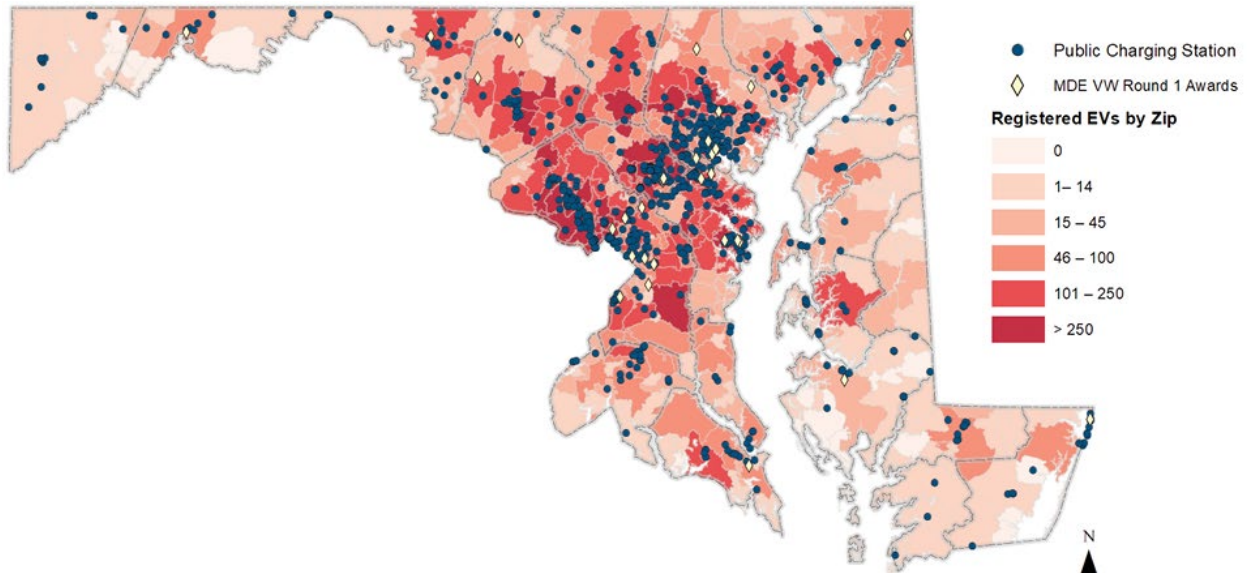 Public Charging Station
MDE VW Round 1 Awards
Registered EVs by Zip
0
1– 14
15 – 45
46 – 100
101 – 250
> 250
N